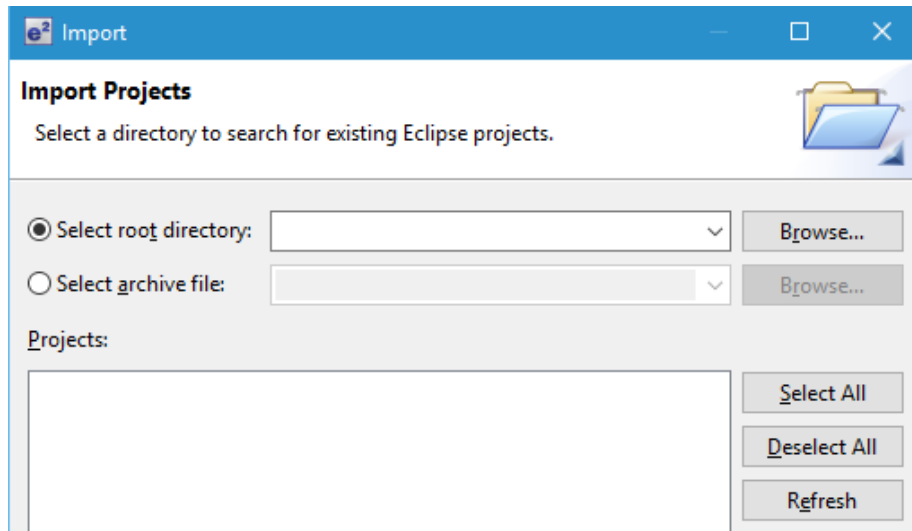 e² Import
Import Projects
Select a directory to search for existing Eclipse projects.
Select root directory: Browse...
Select archive file: Browse...
Projects:
Select All
Deselect All
Refresh